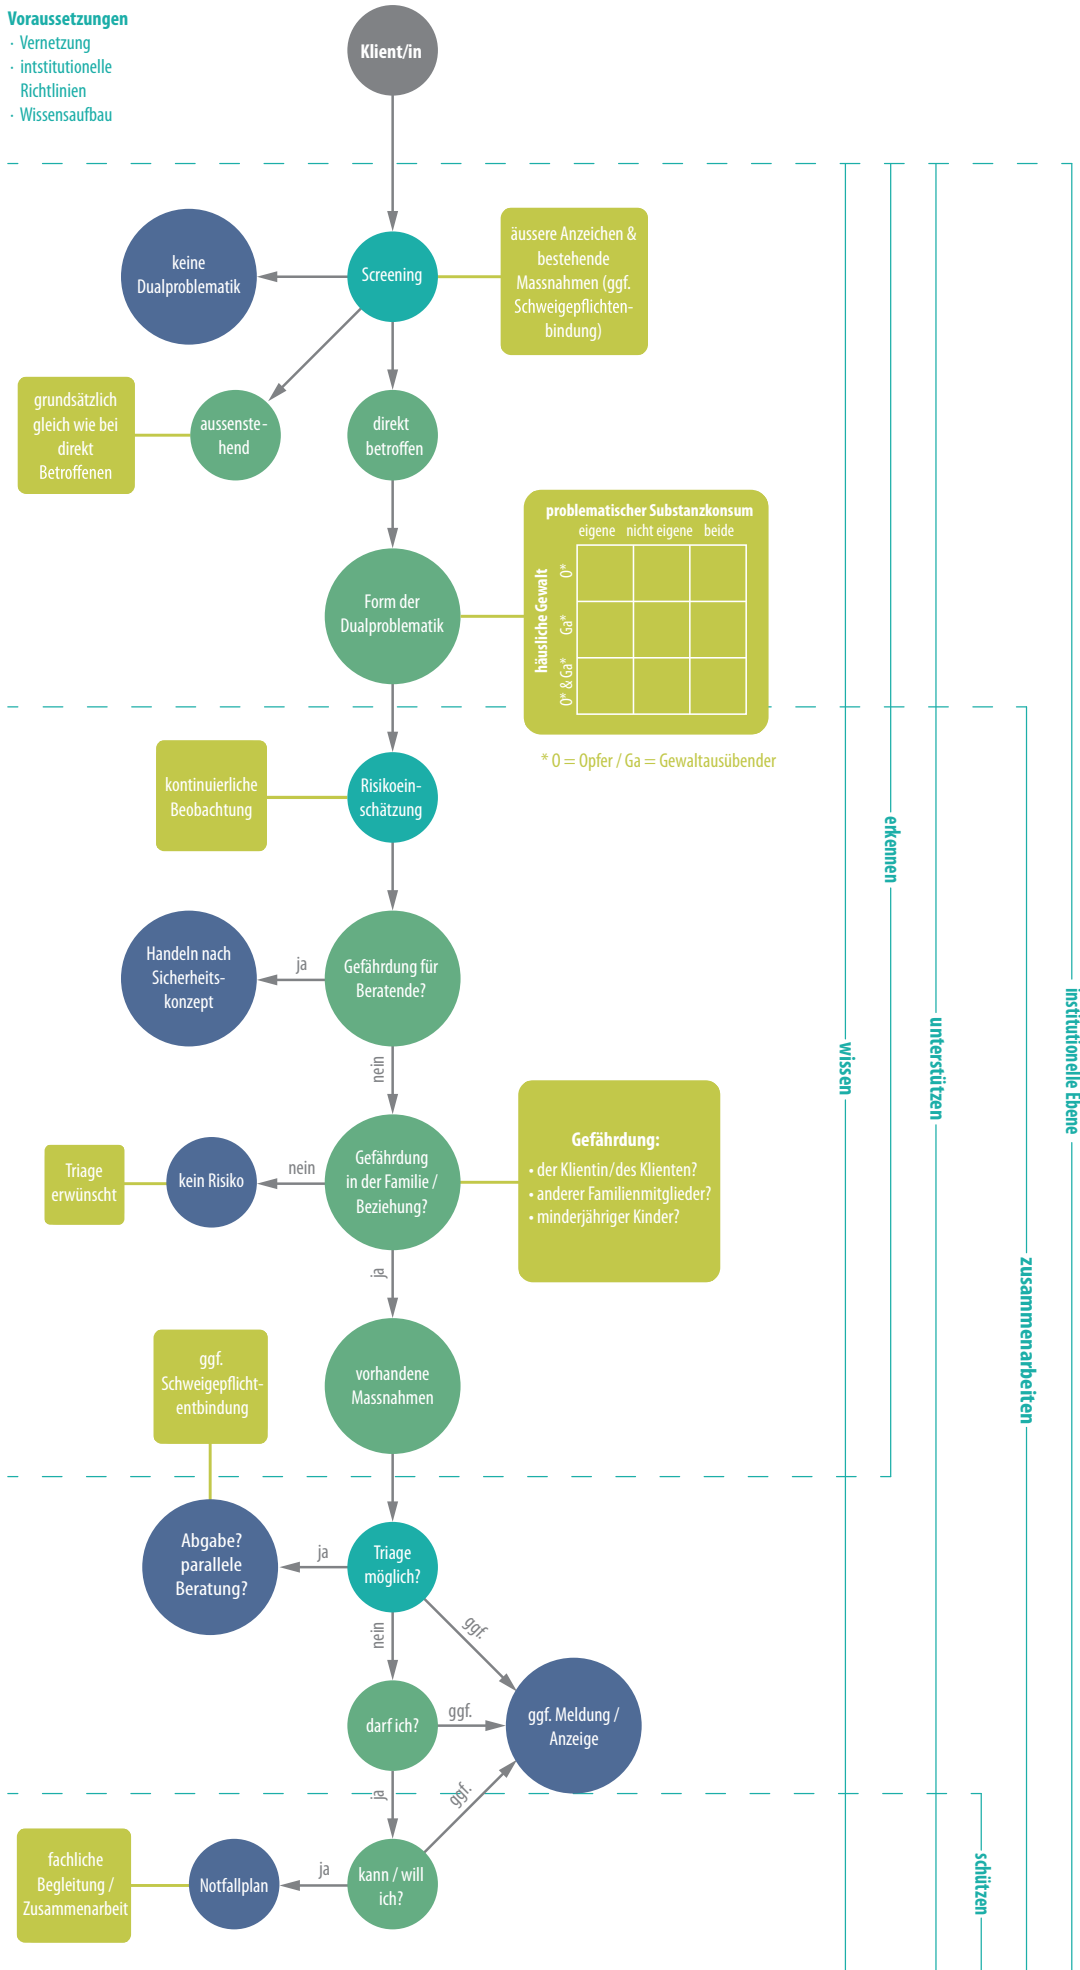 Voraussetzungen
· Vernetzung
· intstitutionelle
Richtlinien
· Wissensaufbau
Klient/in
keine
Dualproblematik
Screening
äussere Anzeichen &
bestehende
Massnahmen (ggf.
Schweigepflichten-
bindung)
grundsätzlich
gleich wie bei
direkt
Betroffenen
aussenste-
hend
direkt
betroffen
Form der
Dualproblematik
problematischer Substanzkonsum
eigene nicht eigene beide
häusliche Gewalt
O*
Ga*
O* & Ga*
* O = Opfer / Ga = Gewaltausübender
kontinuierliche
Beobachtung
Risikoein-
schätzung
Handeln nach
Sicherheits-
konzept
ja
Gefährdung für
Beratende?
nein
Triage
erwünscht
kein Risiko
nein
Gefährdung
in der Familie /
Beziehung?
Gefährdung:
• der Klientin/des Klienten?
• anderer Familienmitglieder?
• minderjähriger Kinder?
ja
ggf.
Schweigepflicht-
entbindung
vorhandene
Massnahmen
Abgabe?
parallele
Beratung?
ja
Triage
möglich?
nein
ggf.
darf ich?
ggf.
ggf. Meldung /
Anzeige
ja
ggf.
fachliche
Begleitung /
Zusammenarbeit
Notfallplan
ja
kann / will
ich?
wissen
erkennen
unterstützen
schützen
zusammenarbeiten
institutionelle Ebene